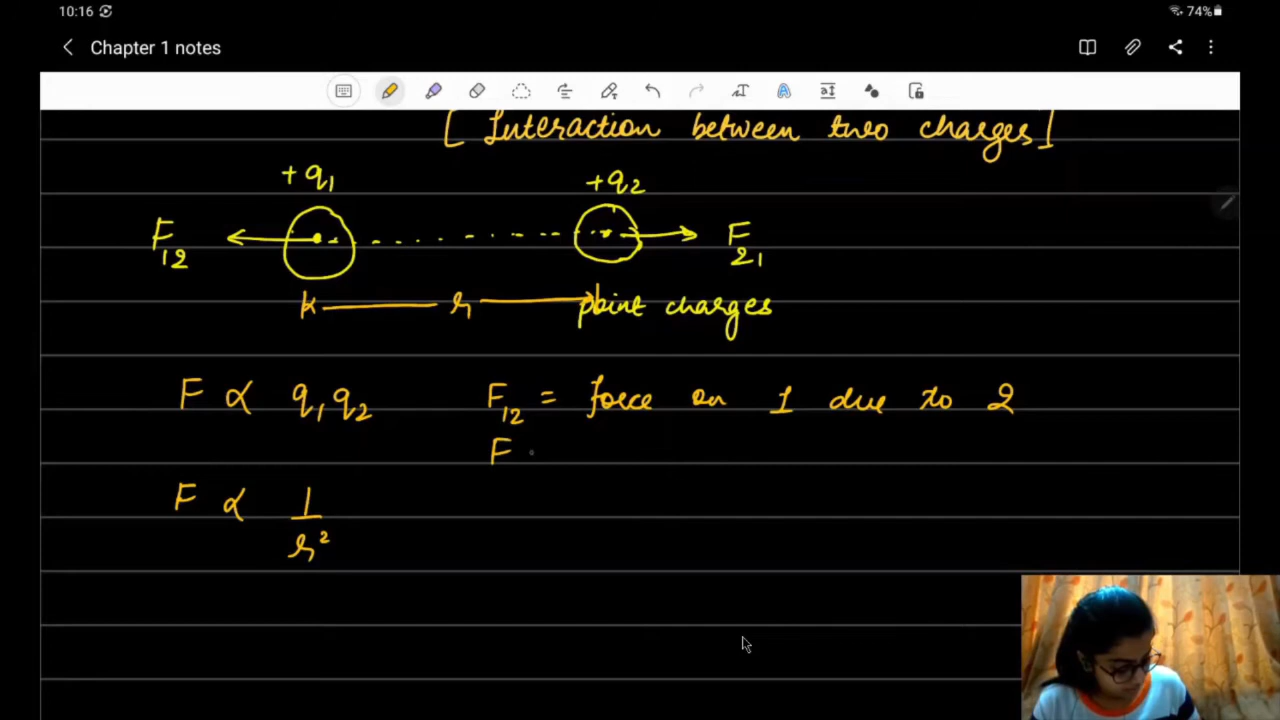 10:16 74%
Chapter 1 notes
[Interaction between two charges]
+q1 +q2
F12 F21
r
point charges
F ∝ q1q2 F12 = force on 1 due to 2
F
F ∝ 1/r²